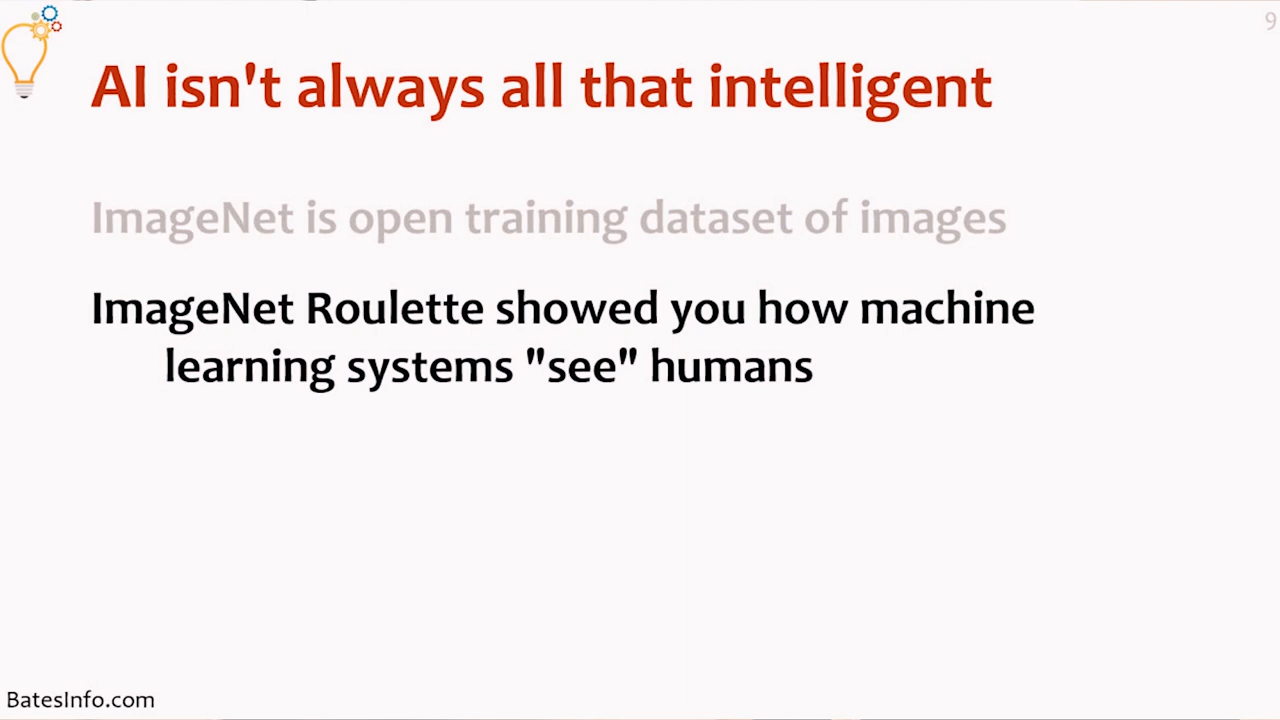 9
AI isn't always all that intelligent
ImageNet is open training dataset of images
ImageNet Roulette showed you how machine
learning systems "see" humans
BatesInfo.com